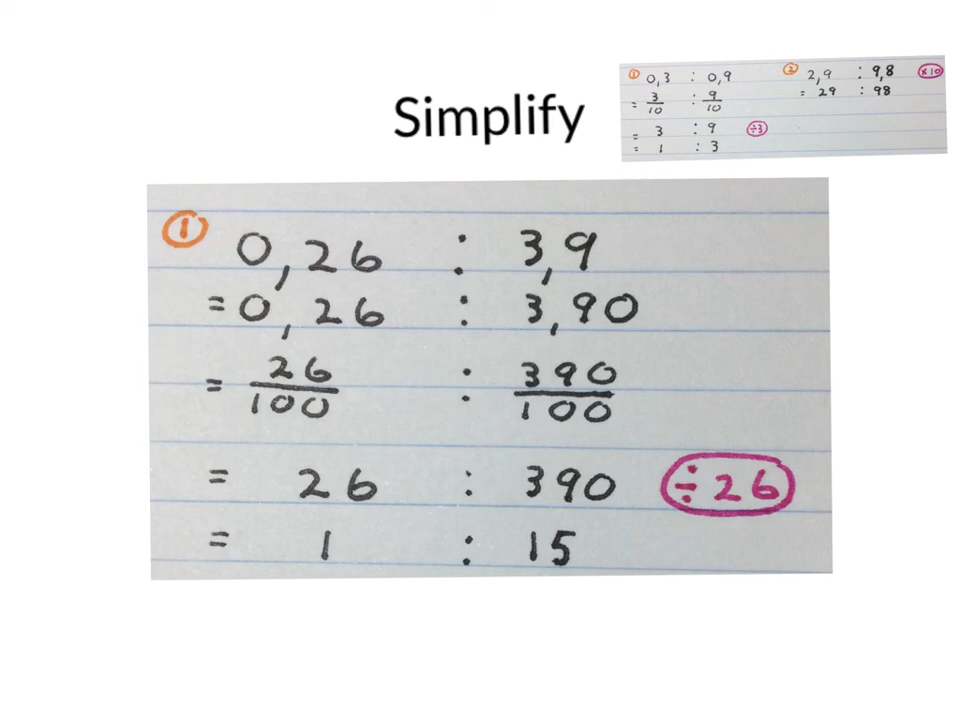 Simplify
① 0,3 : 0,9
= 3/10 : 9/10
= 3 : 9 ÷3
= 1 : 3
② 2,9 : 9,8 ×10
= 29 : 98
① 0,26 : 3,9
= 0,26 : 3,90
= 26/100 : 390/100
= 26 : 390 ÷26
= 1 : 15